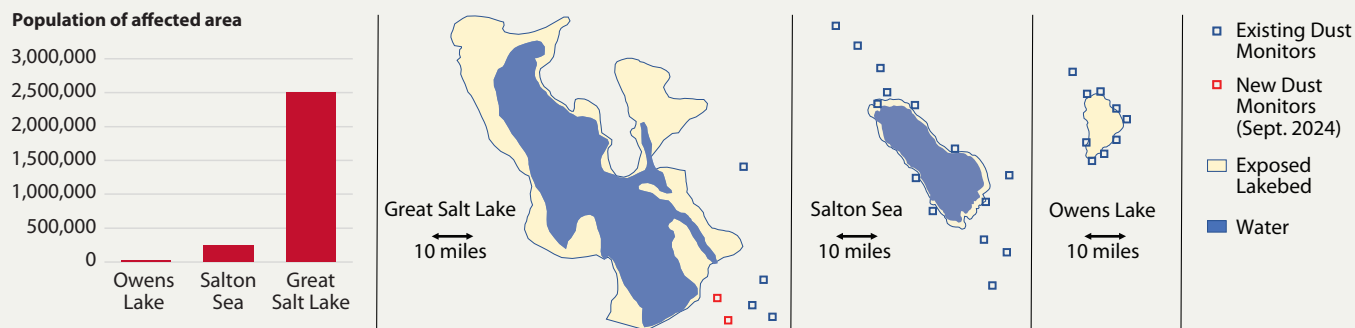 Population of affected area
3,000,000
2,500,000
2,000,000
1,500,000
1,000,000
500,000
0
Owens
Lake
Salton
Sea
Great
Salt Lake
Great Salt Lake
10 miles
Salton Sea
10 miles
Owens Lake
10 miles
Existing Dust
Monitors
New Dust
Monitors
(Sept. 2024)
Exposed
Lakebed
Water